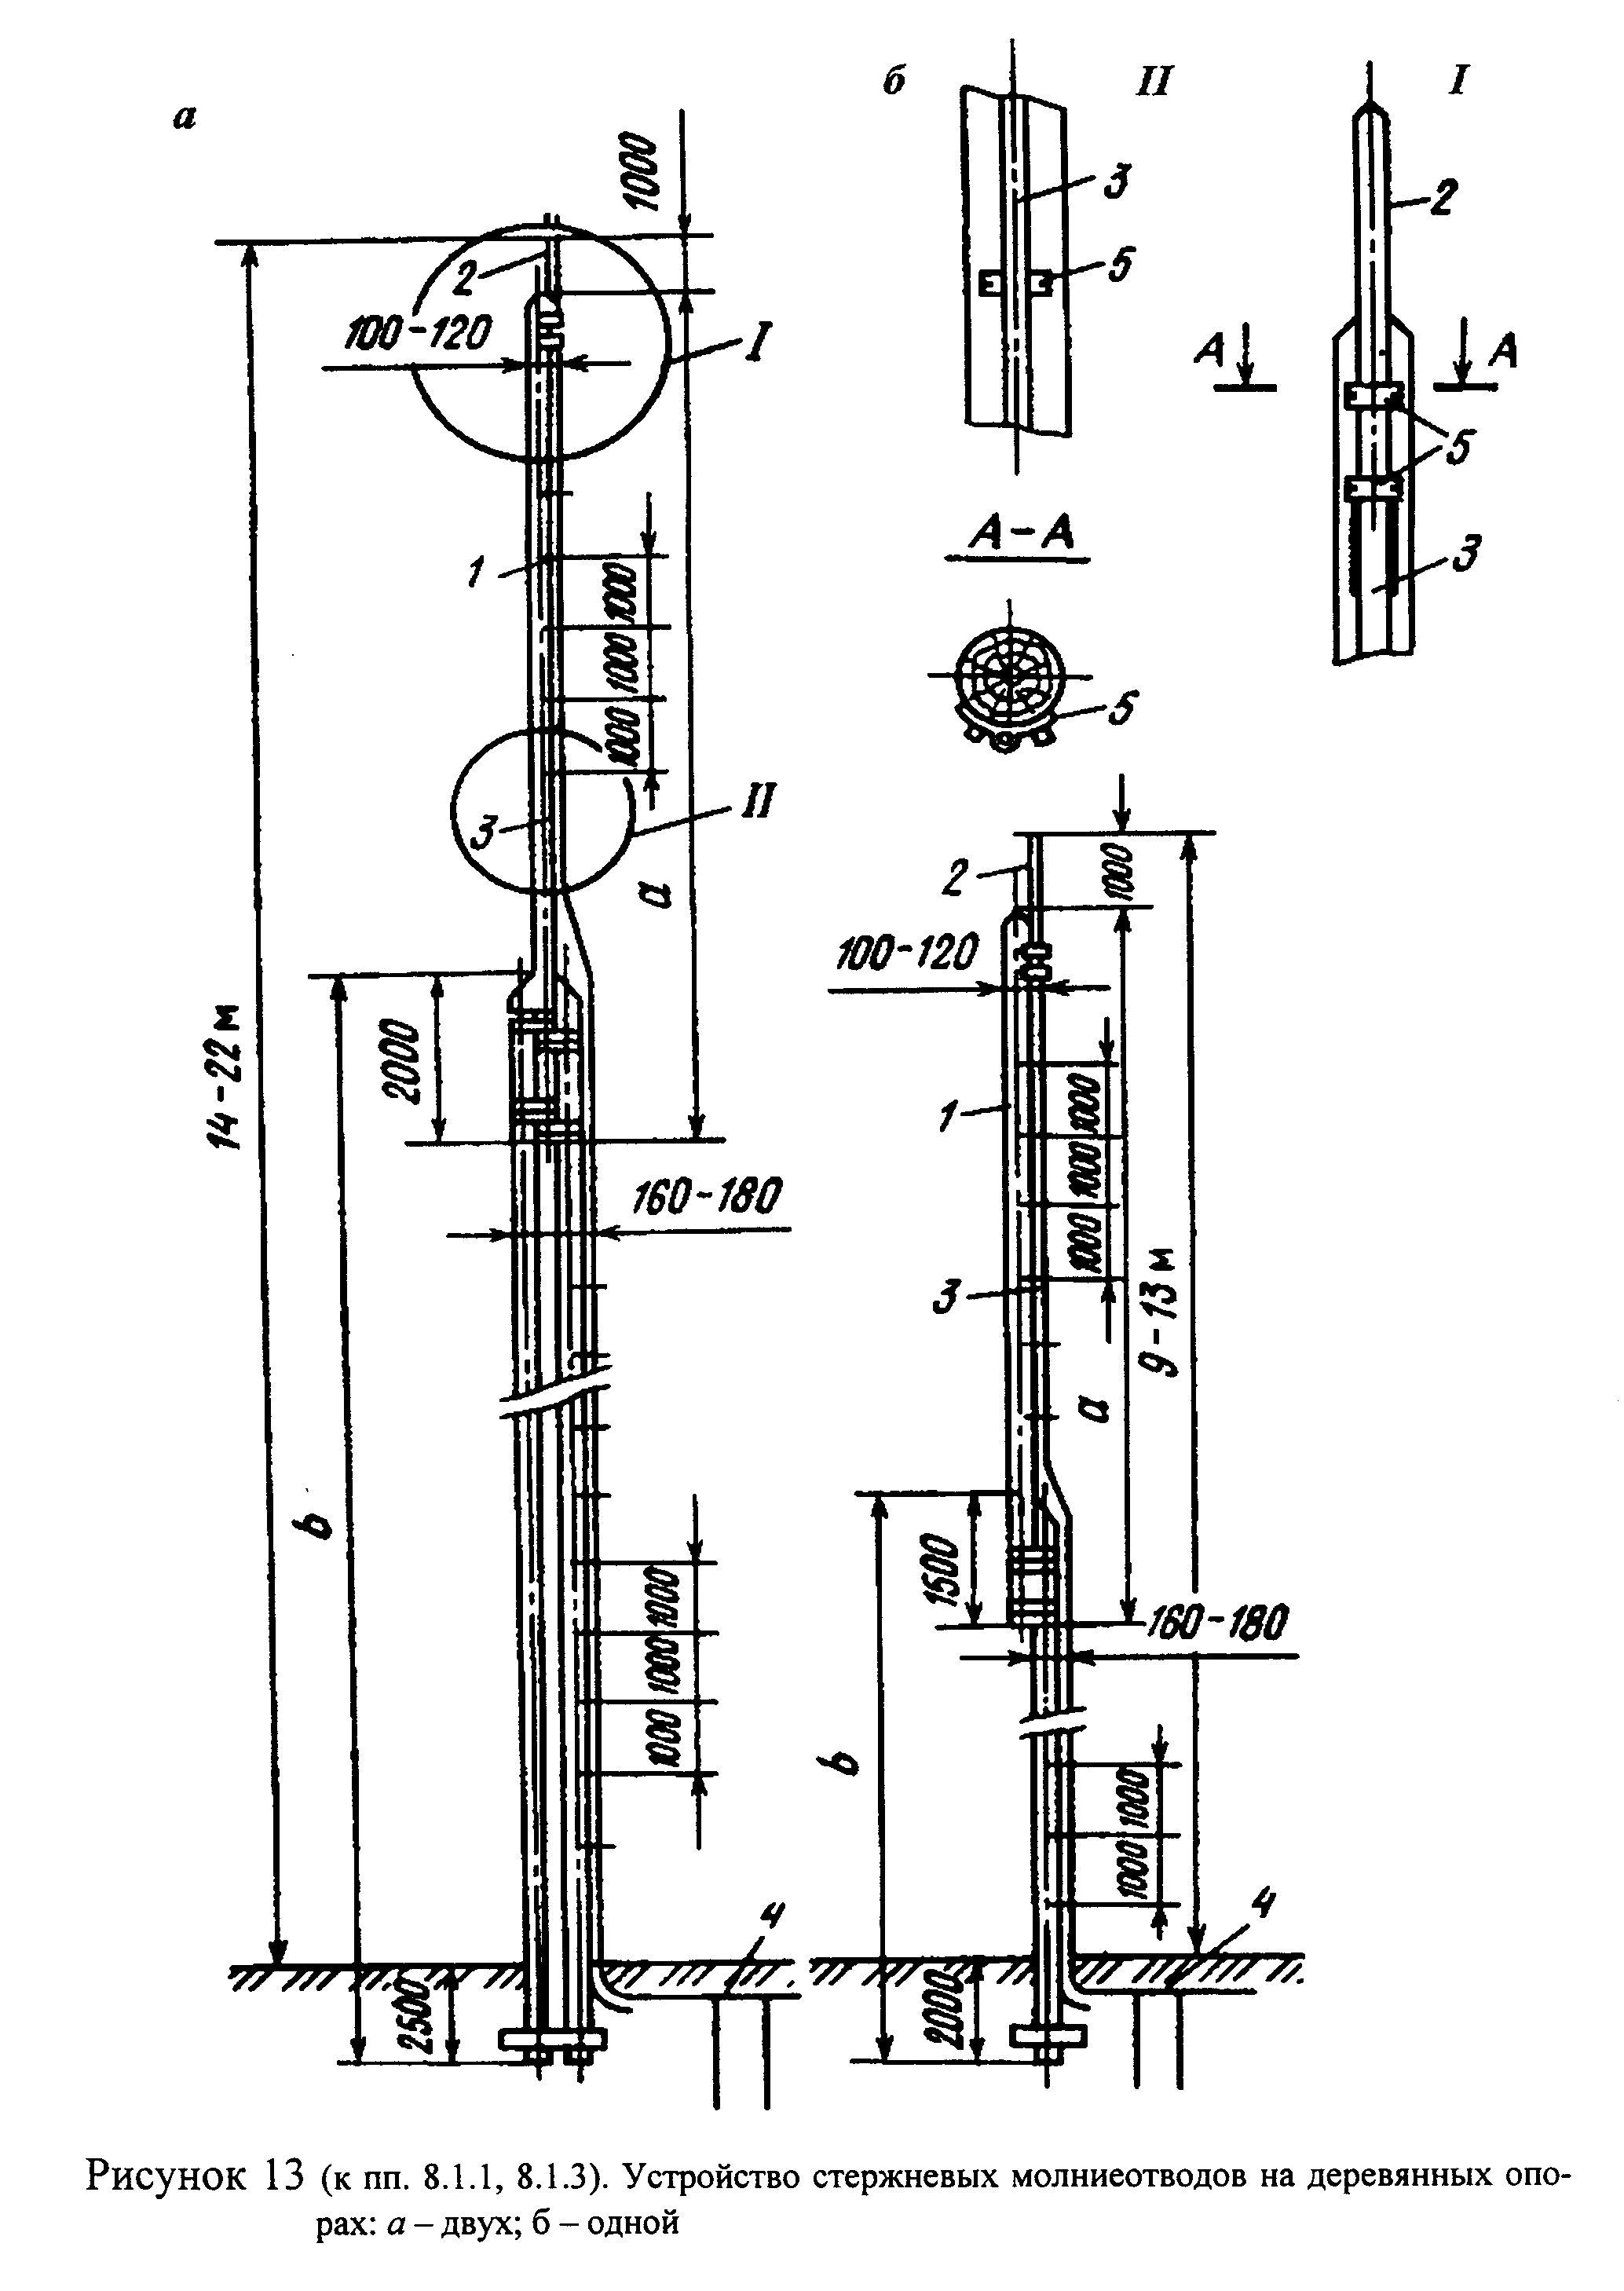 а
б
II
I
1000
3
2
2
5
100-120
I
А
А
5
А-А
1
1000
1000
1000
3
5
3
II
а
2
1000
100-120
14-22 м
2000
1
1000
1000
1000
160-180
3
9-13 м
а
b
1500
1000
1000
1000
160-180
b
1000
1000
4
4
2500
2000
Рисунок 13 (к пп. 8.1.1, 8.1.3). Устройство стержневых молниеотводов на деревянных опо-
рах: а – двух; б – одной